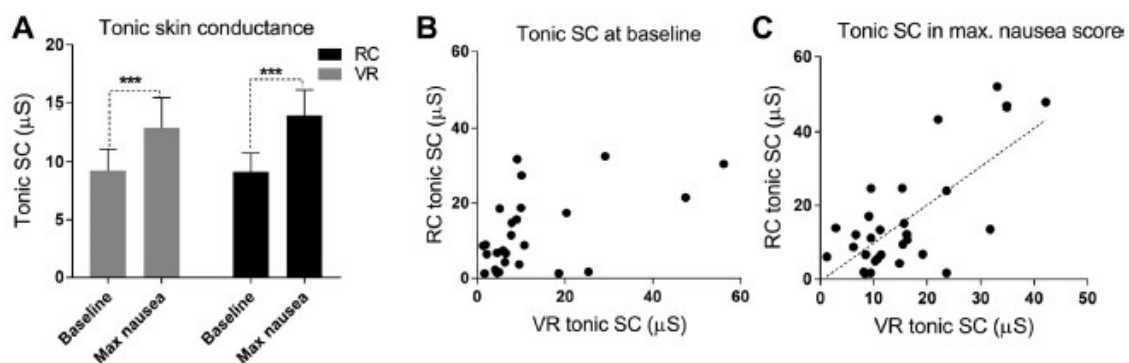 A
Tonic skin conductance
Tonic SC (µS)
20
15
10
5
0
***
***
RC
VR
Baseline
Max nausea
Baseline
Max nausea
B
Tonic SC at baseline
RC tonic SC (µS)
60
40
20
0
0
20
40
60
VR tonic SC (µS)
C
Tonic SC in max. nausea score
RC tonic SC (µS)
60
50
40
30
20
10
0
0
10
20
30
40
50
VR tonic SC (µS)